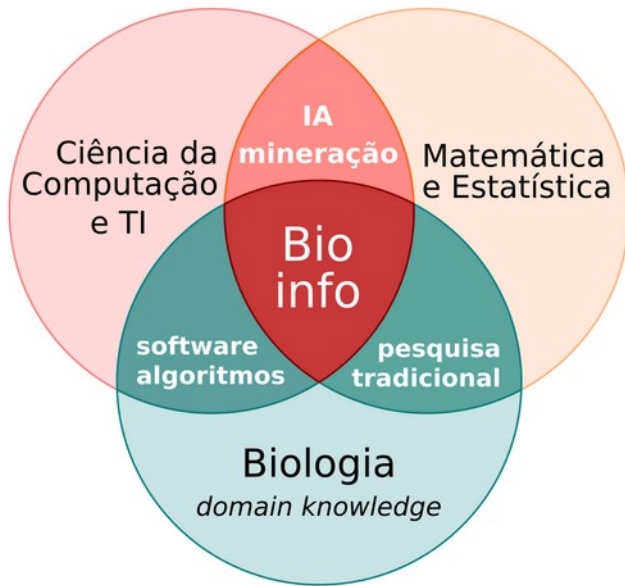 IA
mineração
Ciência da
Computação
e TI
Matemática
e Estatística
Bio
info
software
algoritmos
pesquisa
tradicional
Biologia
domain knowledge